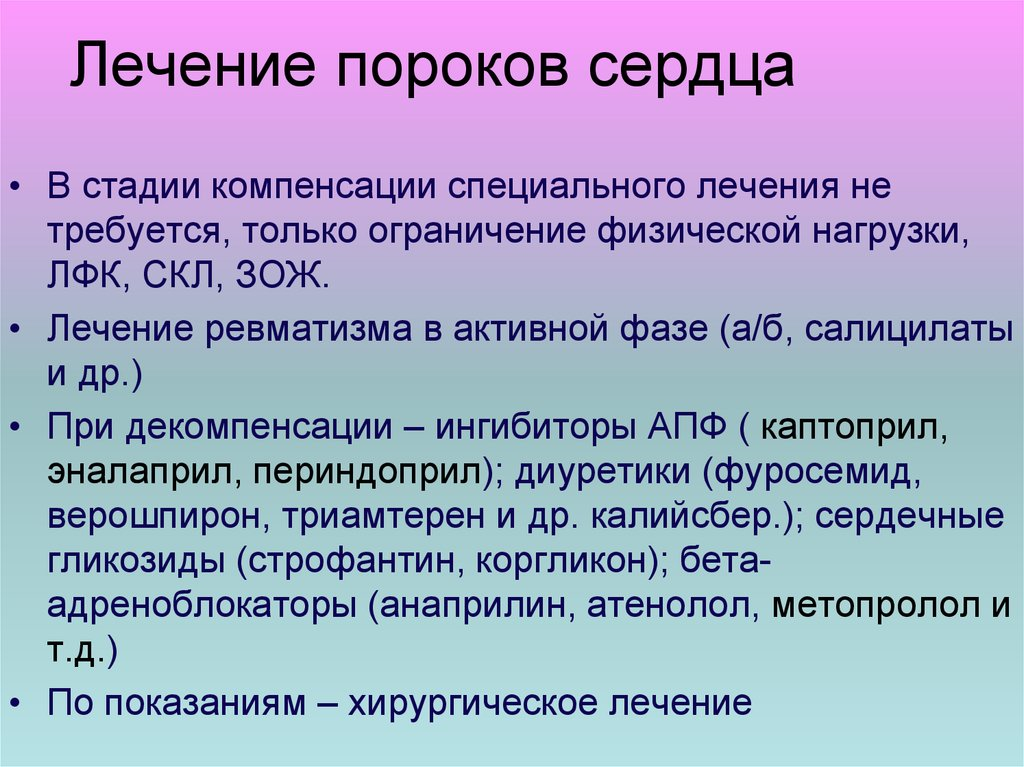 Лечение пороков сердца
• В стадии компенсации специального лечения не
требуется, только ограничение физической нагрузки,
ЛФК, СКЛ, ЗОЖ.
• Лечение ревматизма в активной фазе (а/б, салицилаты
и др.)
• При декомпенсации – ингибиторы АПФ ( каптоприл,
эналаприл, периндоприл); диуретики (фуросемид,
верошпирон, триамтерен и др. калийсбер.); сердечные
гликозиды (строфантин, коргликон); бета-
адреноблокаторы (анаприлин, атенолол, метопролол и
т.д.)
• По показаниям – хирургическое лечение